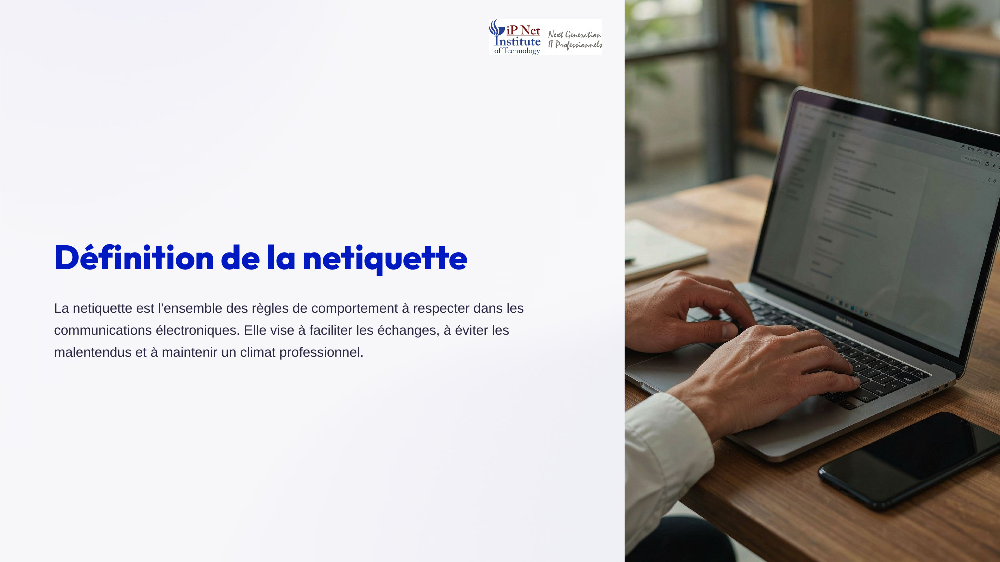 iP Net
Institute
of Technology
Next Generation
IT Professionnels
Définition de la netiquette
La netiquette est l'ensemble des règles de comportement à respecter dans les
communications électroniques. Elle vise à faciliter les échanges, à éviter les
malentendus et à maintenir un climat professionnel.